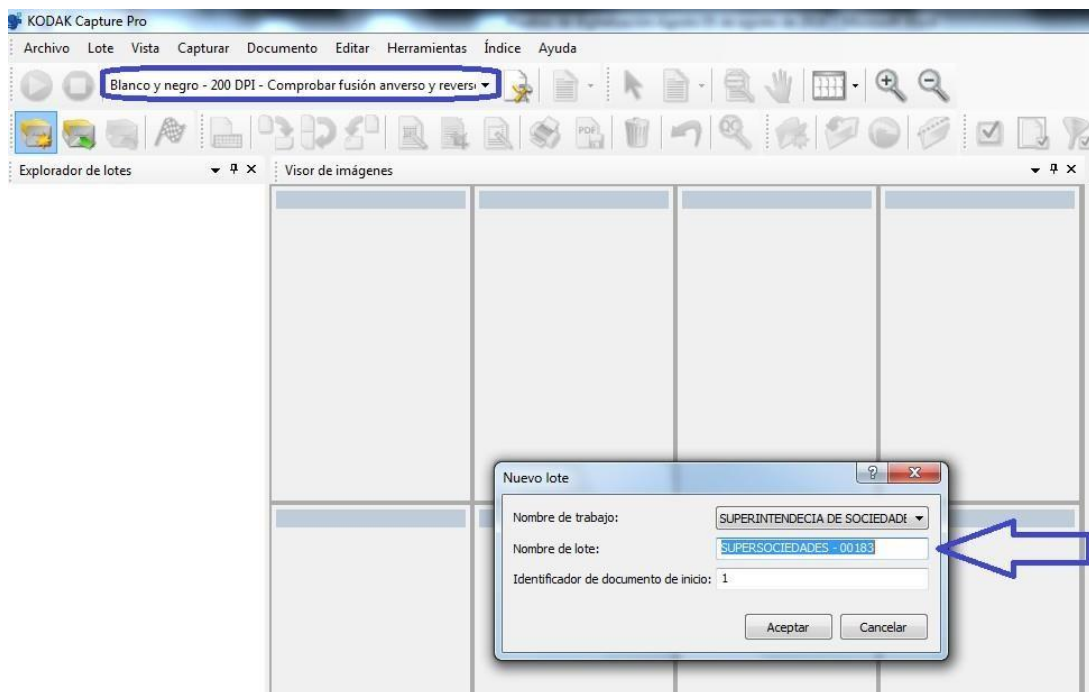 KODAK Capture Pro
Archivo Lote Vista Capturar Documento Editar Herramientas Índice Ayuda
Blanco y negro - 200 DPI - Comprobar fusión anverso y revers
PDF
QC
Explorador de lotes
Visor de imágenes
Nuevo lote
Nombre de trabajo: SUPERINTENDECIA DE SOCIEDADE
Nombre de lote: SUPERSOCIEDADES - 00183
Identificador de documento de inicio: 1
Aceptar Cancelar